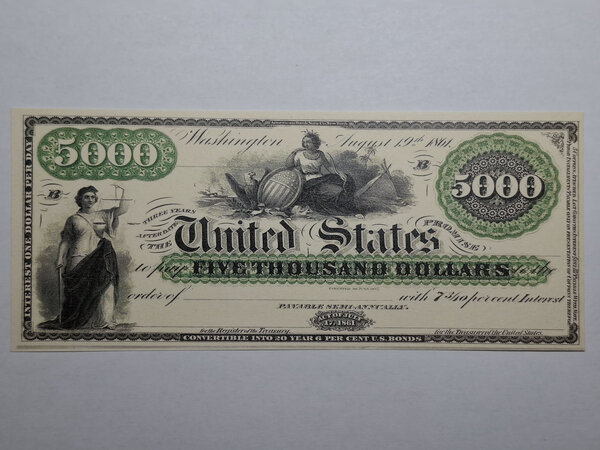 Washington August 19th 1861.
5000
5000
B
B
INTEREST ONE DOLLAR PER DAY
THREE YEARS
AFTER DATE
THE United States PROMISE
to pay FIVE THOUSAND DOLLARS to the
order of with 7 3/10 per cent Interest
PAYABLE SEMI-ANNUALLY.
ACT OF JULY
17, 1861
for the Register of the Treasury.
for the Treasurer of the United States.
CONVERTIBLE INTO 20 YEAR 6 PER CENT U.S. BONDS